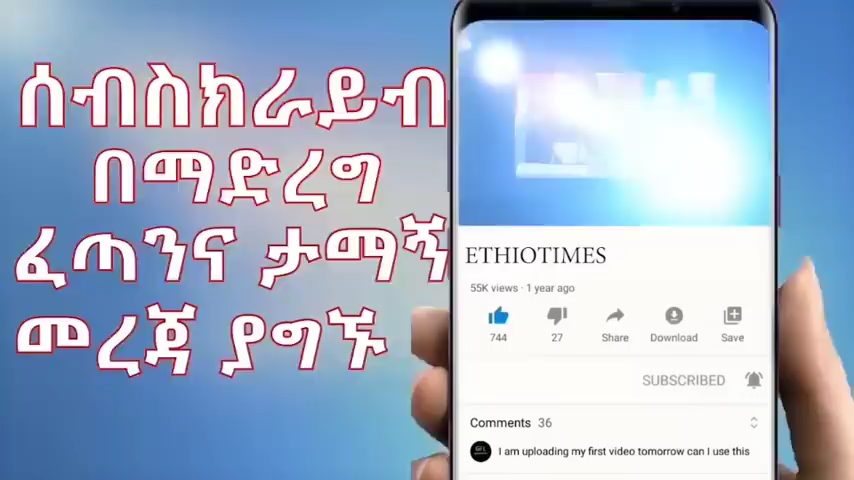 ሰብስክራይብ
በማድረግ
ፈጣንና ታማኝ
መረጃ ያግኙ
ETHIOTIMES
55K views · 1 year ago
744 27 Share Download Save
SUBSCRIBED
Comments 36
I am uploading my first video tomorrow can I use this